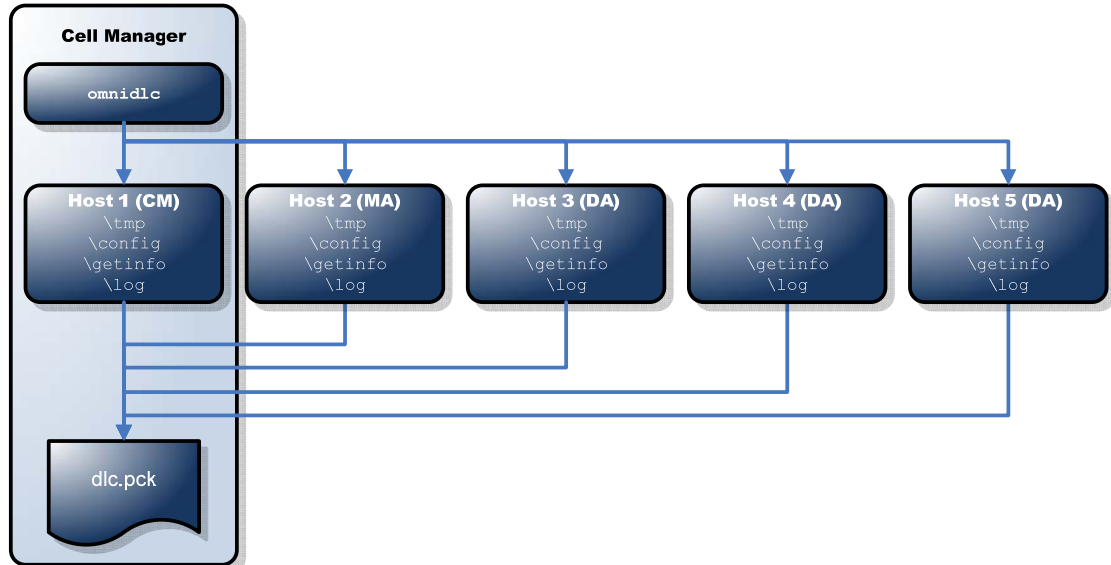 Cell Manager
omnidlc
Host 1 (CM)
\tmp
\config
\getinfo
\log
Host 2 (MA)
\tmp
\config
\getinfo
\log
Host 3 (DA)
\tmp
\config
\getinfo
\log
Host 4 (DA)
\tmp
\config
\getinfo
\log
Host 5 (DA)
\tmp
\config
\getinfo
\log
dlc.pck